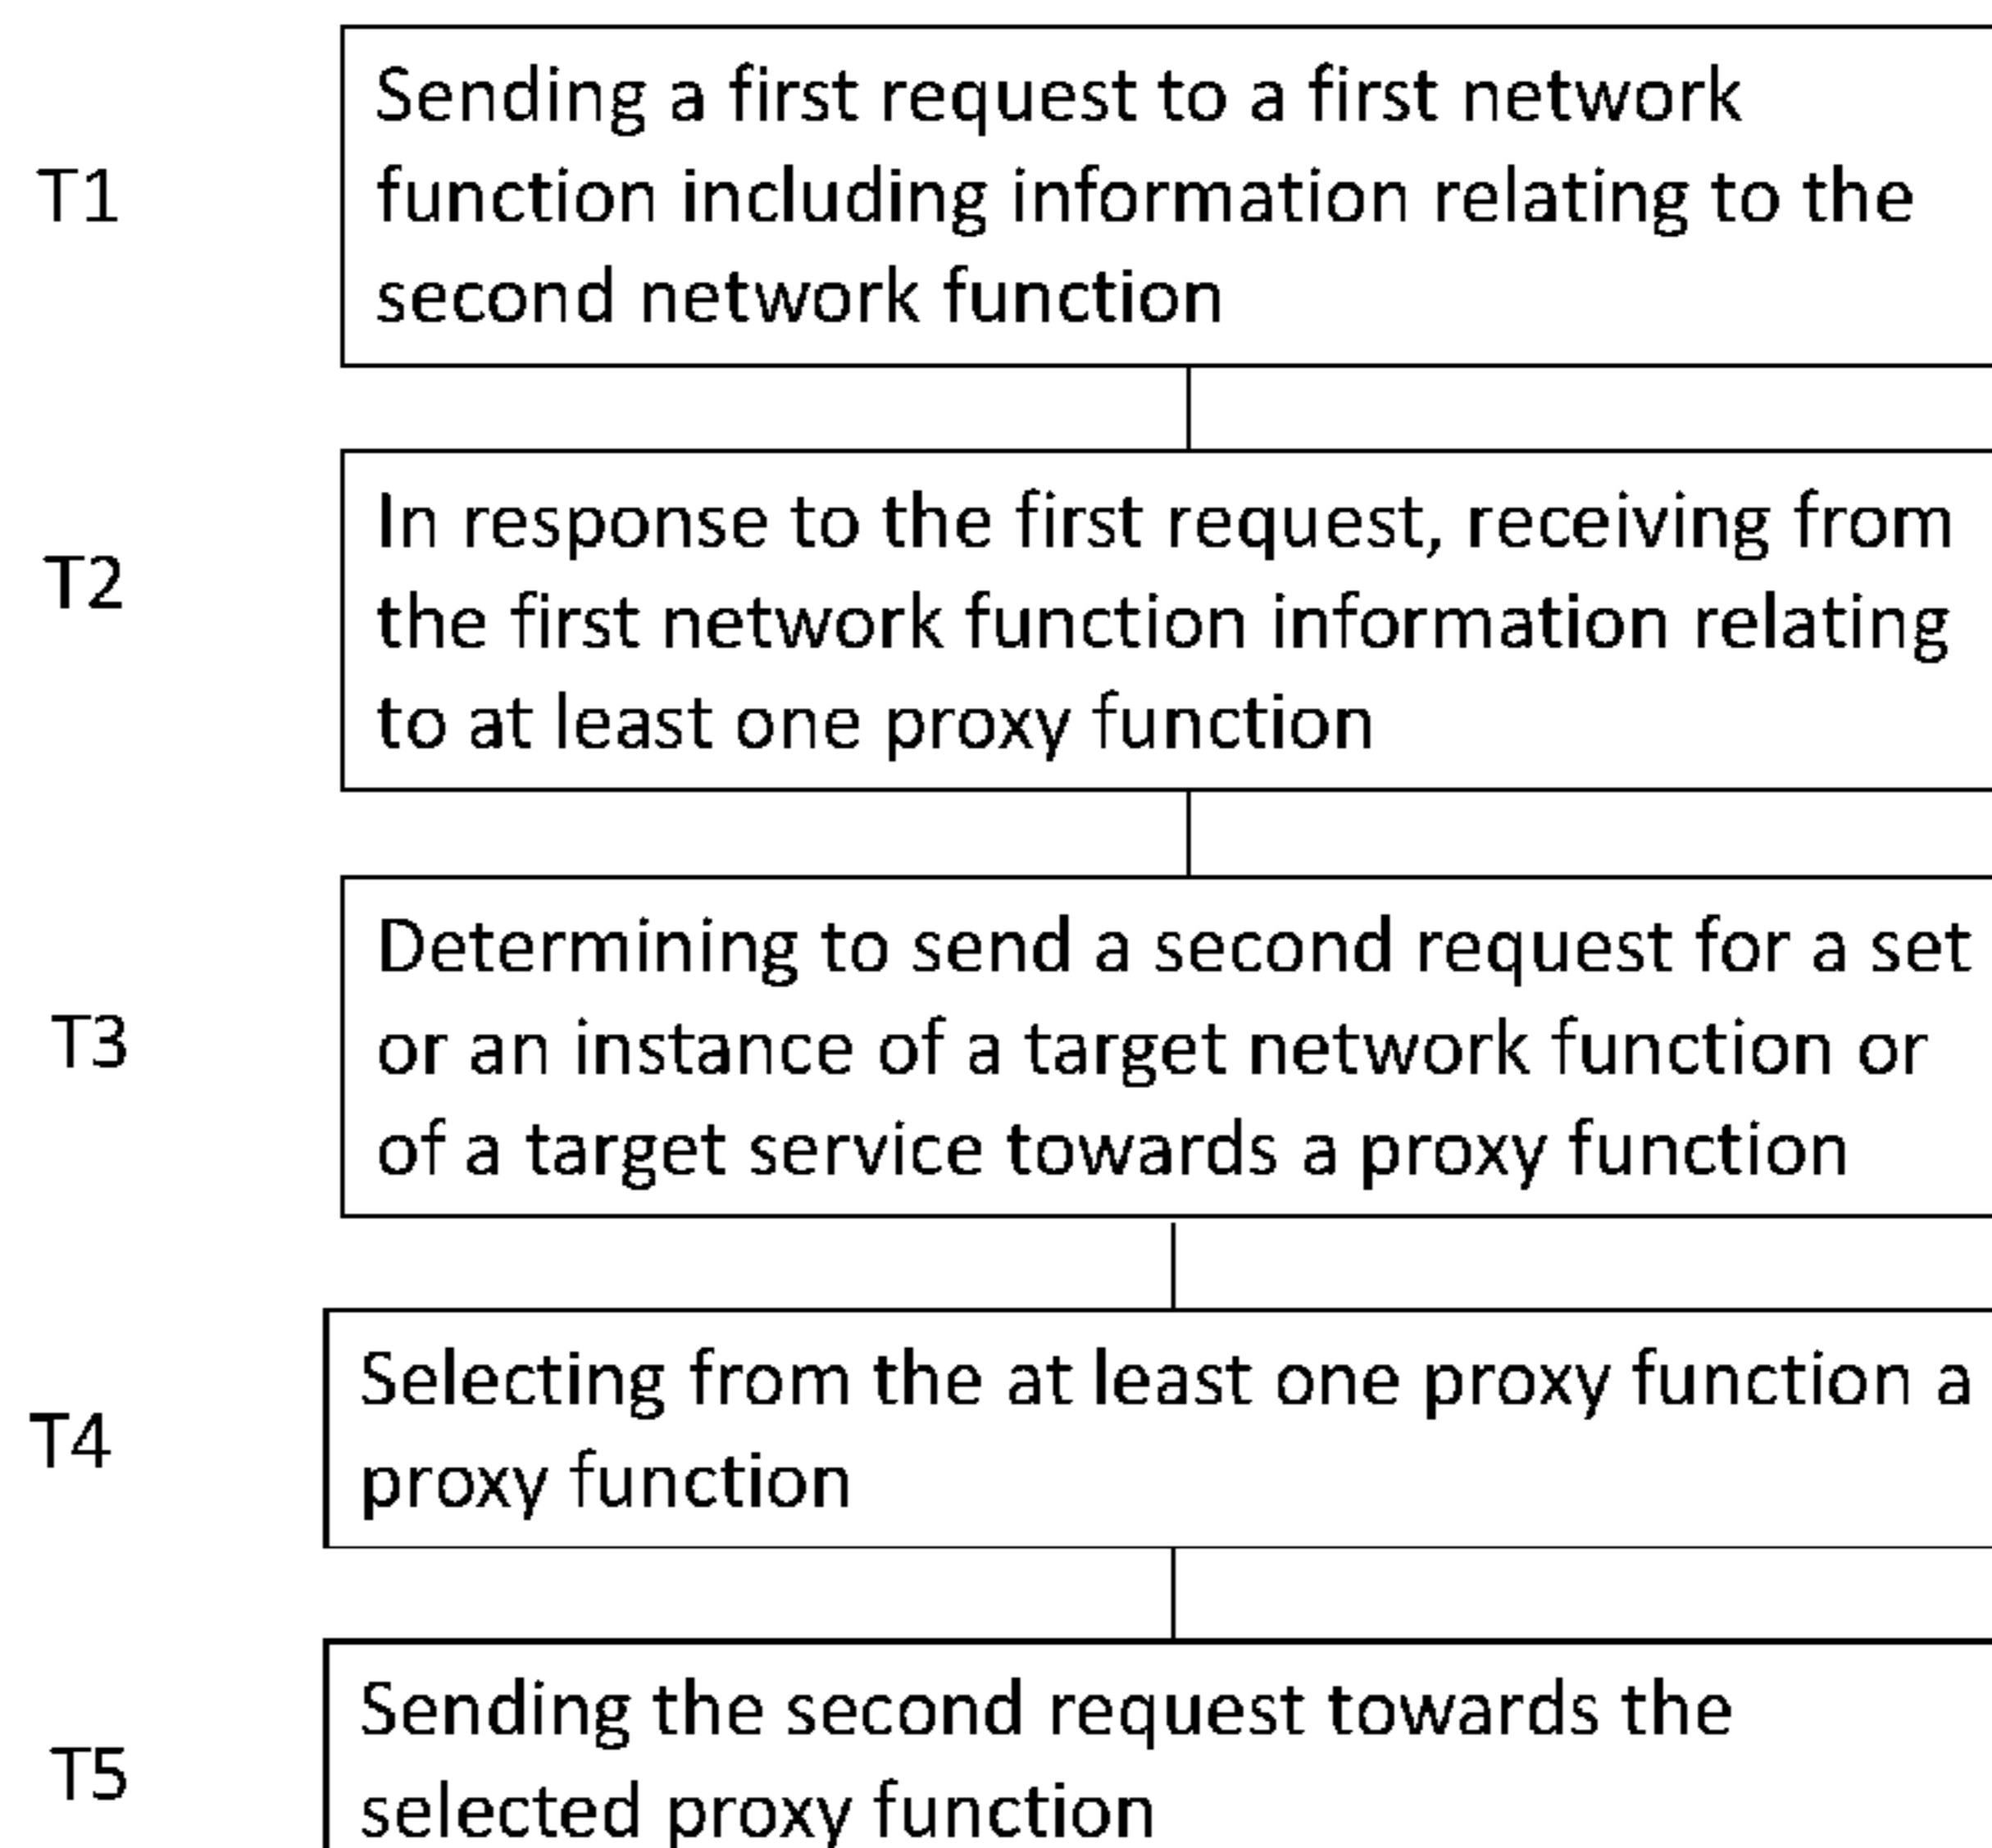 T1
Sending a first request to a first network
function including information relating to the
second network function
T2
In response to the first request, receiving from
the first network function information relating
to at least one proxy function
T3
Determining to send a second request for a set
or an instance of a target network function or
of a target service towards a proxy function
T4
Selecting from the at least one proxy function a
proxy function
T5
Sending the second request towards the
selected proxy function